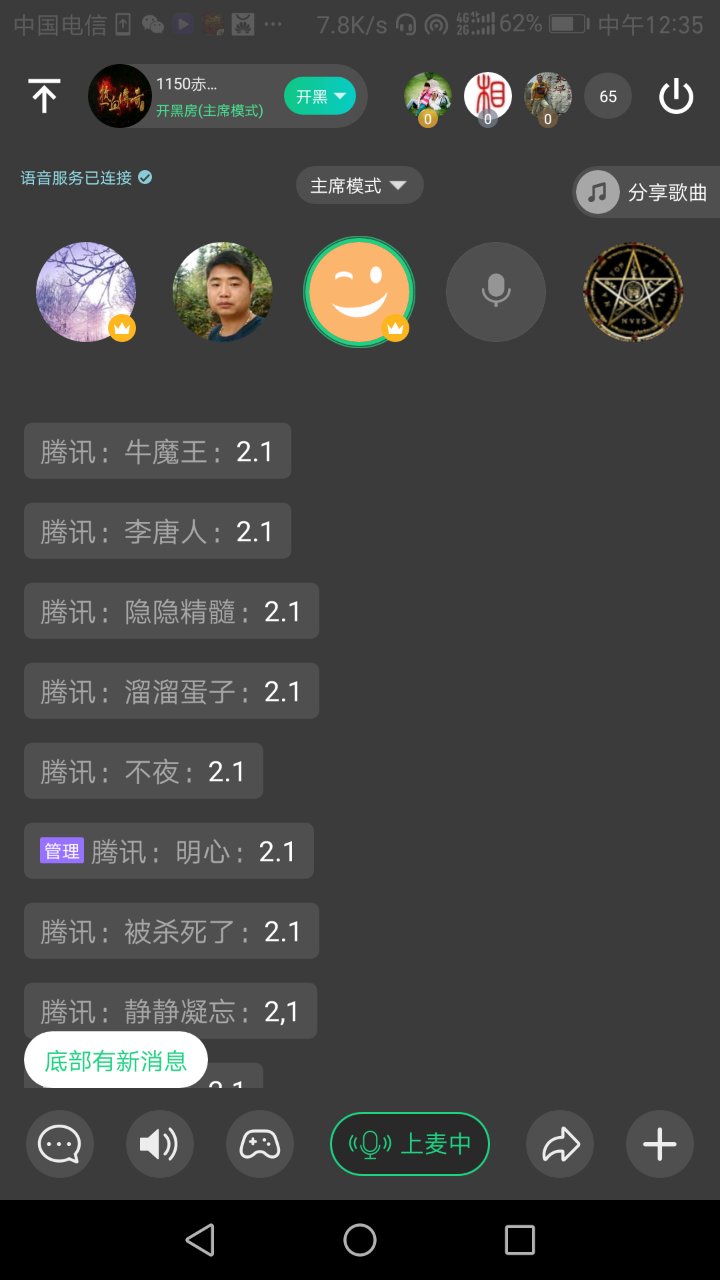 中国电信 7.8K/s 4G 2G 62% 中午12:35
1150赤...
开黑房(主席模式)
开黑
0 0 0 65
语音服务已连接
主席模式
分享歌曲
腾讯：牛魔王：2.1
腾讯：李唐人：2.1
腾讯：隐隐精髓：2.1
腾讯：溜溜蛋子：2.1
腾讯：不夜：2.1
管理 腾讯：明心：2.1
腾讯：被杀死了：2.1
腾讯：静静凝忘：2,1
底部有新消息
2.1
上麦中